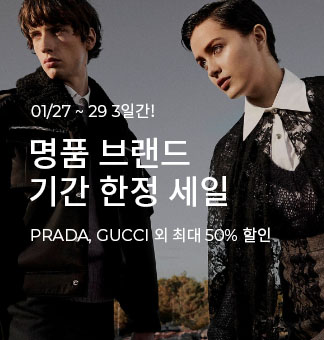 01/27 ~ 29 3일간!
명품 브랜드
기간 한정 세일
PRADA, GUCCI 외 최대 50% 할인